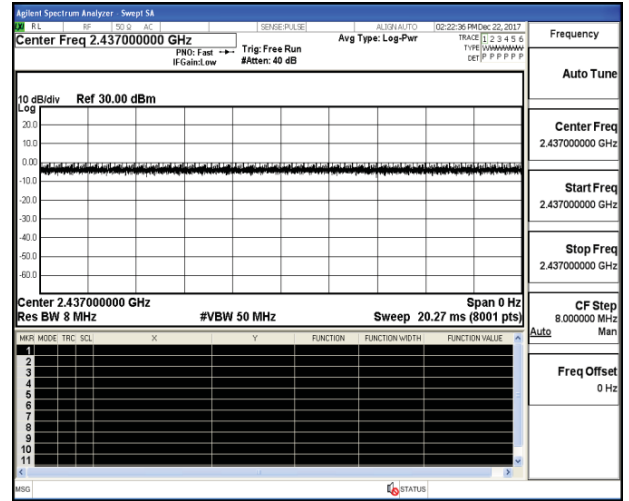 Agilent Spectrum Analyzer - Swept SA
RL RF 50 Ω AC SENSE:PULSE ALIGN AUTO 02:22:36 PM Dec 22, 2017
Center Freq 2.437000000 GHz
PNO: Fast
IFGain:Low
Trig: Free Run
#Atten: 40 dB
Avg Type: Log-Pwr
TRACE 1 2 3 4 5 6
TYPE WWWWWW
DET P P P P P P
10 dB/div Ref 30.00 dBm
Log
20.0
10.0
0.00
-10.0
-20.0
-30.0
-40.0
-50.0
-60.0
Center 2.437000000 GHz Span 0 Hz
Res BW 8 MHz #VBW 50 MHz Sweep 20.27 ms (8001 pts)
MKR MODE TRC SCL X Y FUNCTION FUNCTION WIDTH FUNCTION VALUE
1
2
3
4
5
6
7
8
9
10
11
MSG STATUS
Frequency
Auto Tune
Center Freq
2.437000000 GHz
Start Freq
2.437000000 GHz
Stop Freq
2.437000000 GHz
CF Step
8.000000 MHz
Auto Man
Freq Offset
0 Hz